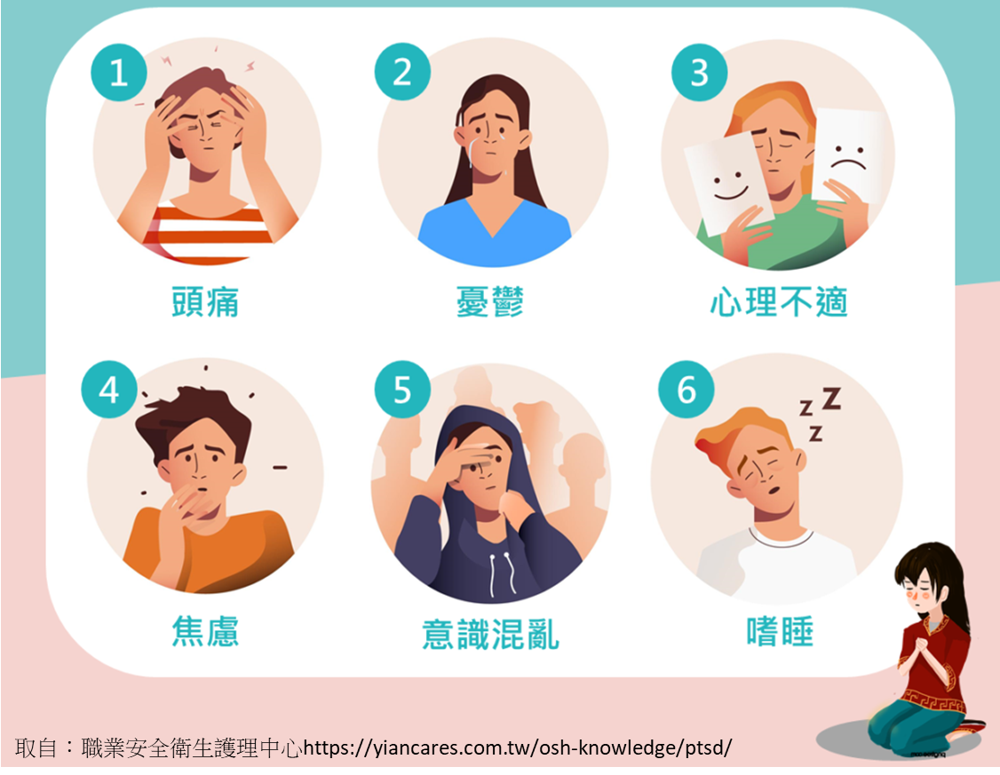 1
2
3
頭痛
憂鬱
心理不適
4
5
6
z Z
z
焦慮
意識混亂
嗜睡
取自：職業安全衛生護理中心https://yiancares.com.tw/osh-knowledge/ptsd/